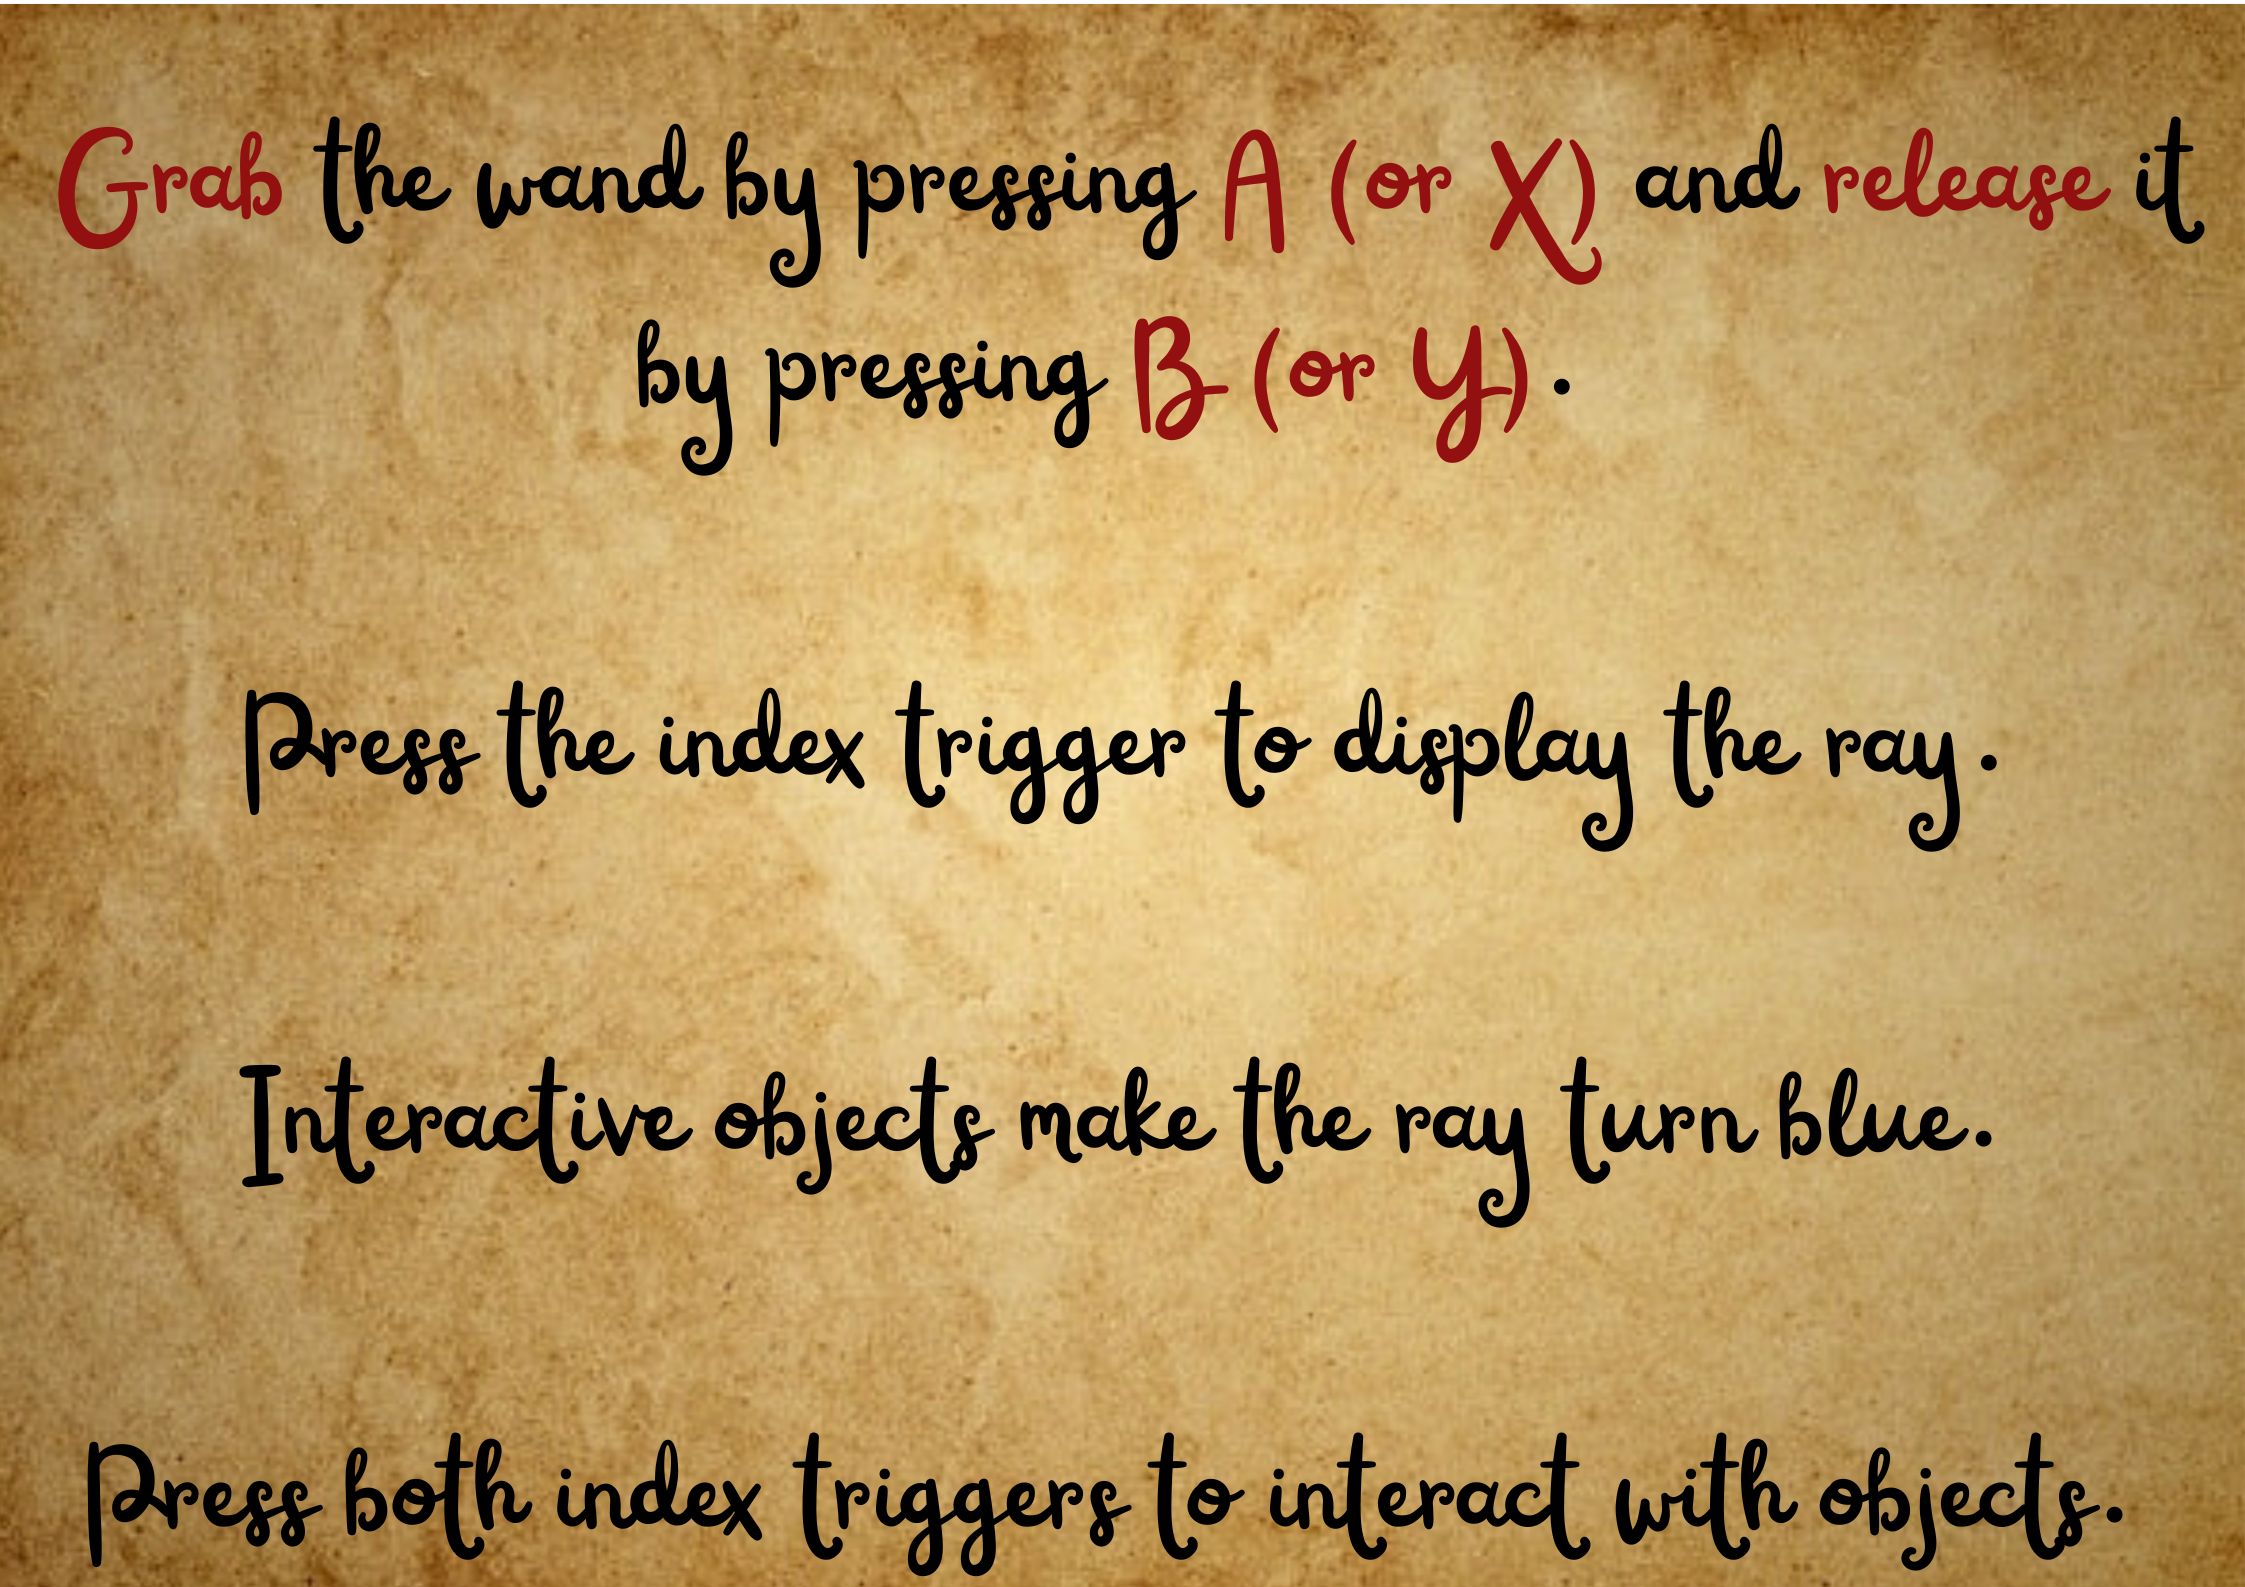 Grab the wand by pressing A (or X) and release it
by pressing B (or Y).
Press the index trigger to display the ray.
Interactive objects make the ray turn blue.
Press both index triggers to interact with objects.